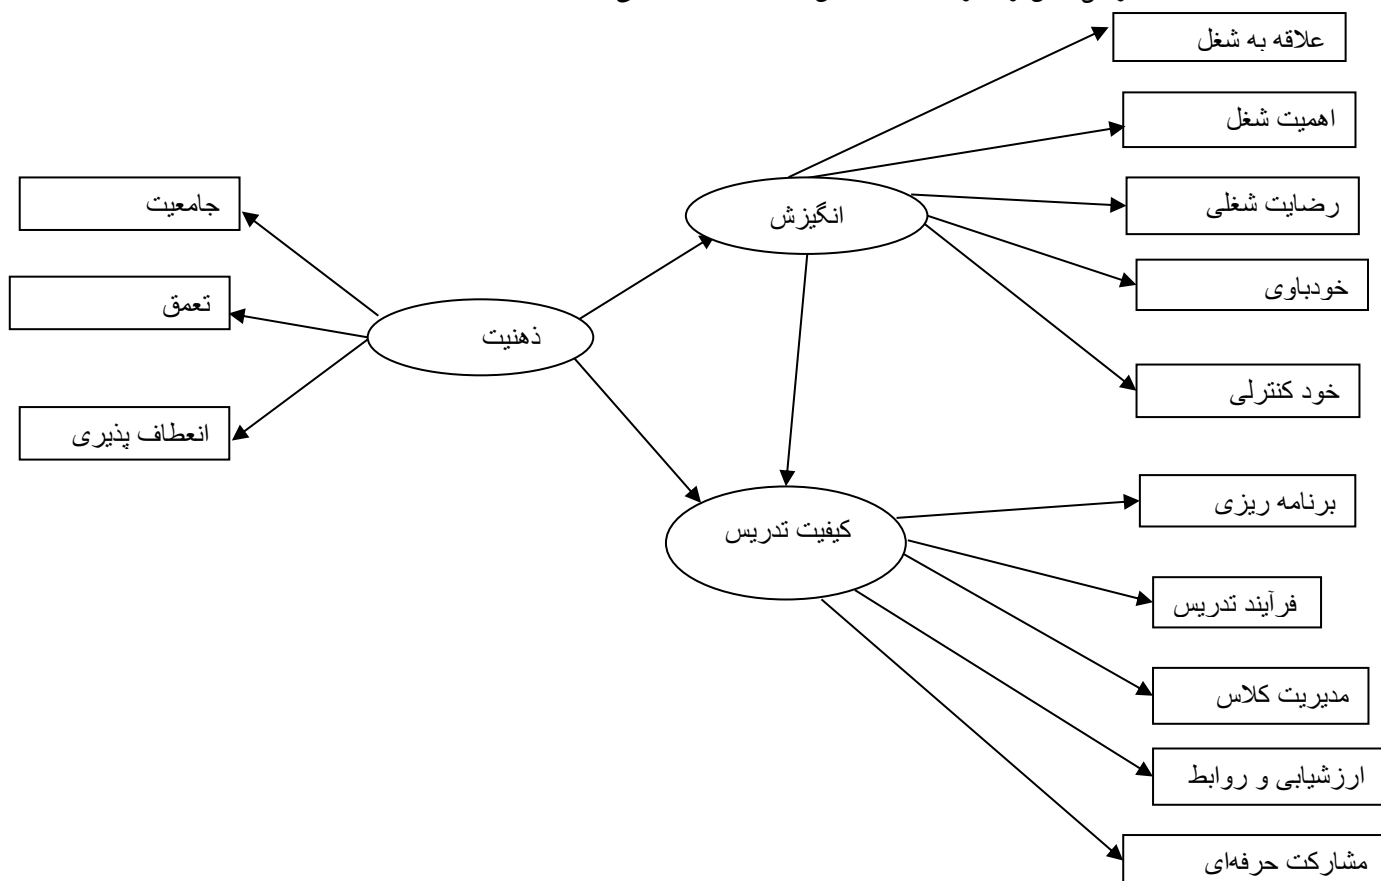 علاقه به شغل
اهمیت شغل
رضایت شغلی
خودباوی
خود کنترلی
انگیزش
جامعیت
تعمق
انعطاف پذیری
ذهنیت
کیفیت تدریس
برنامه ریزی
فرآیند تدریس
مدیریت کلاس
ارزشیابی و روابط
مشارکت حرفه‌ای